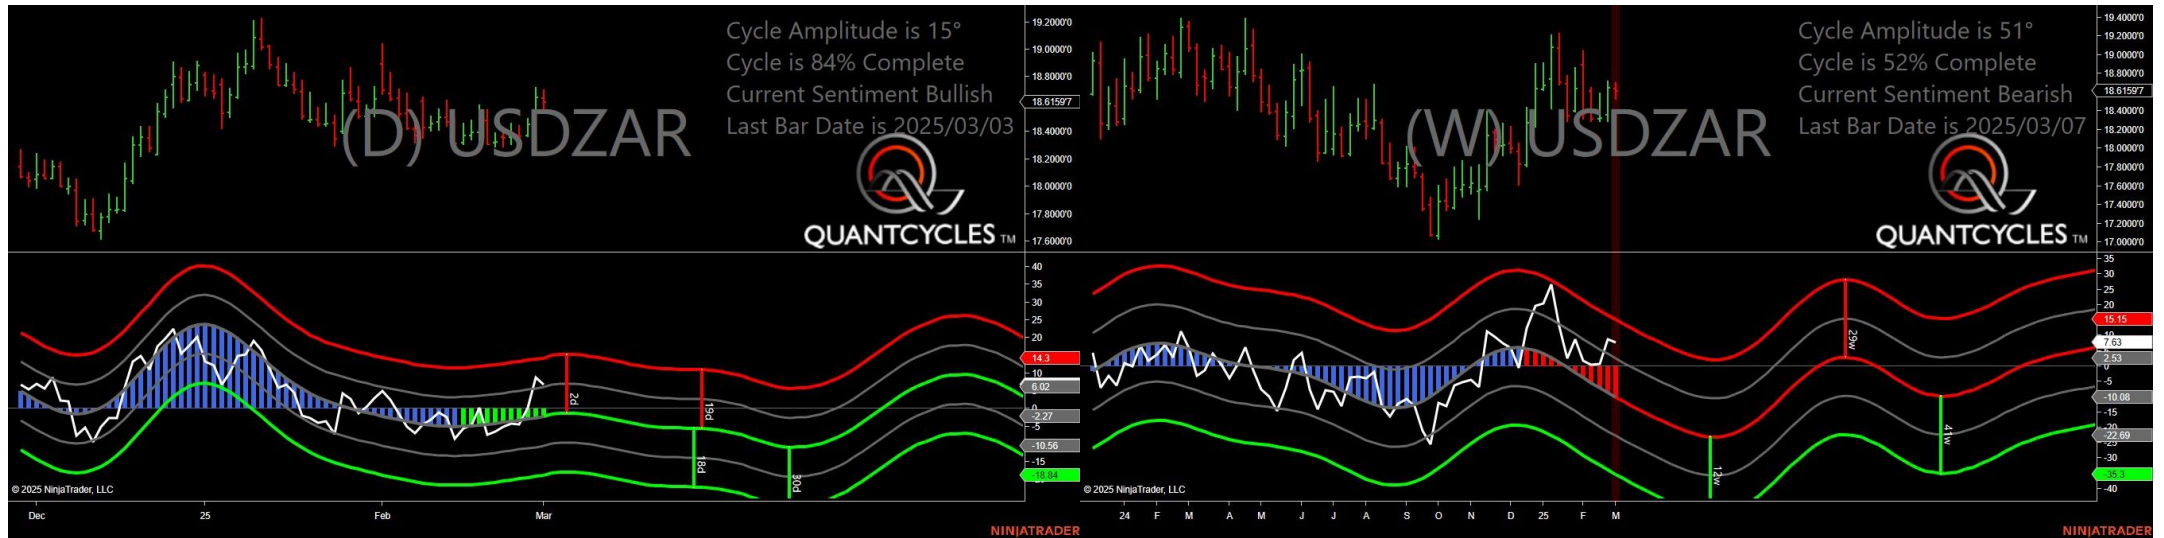 Cycle Amplitude is 15°
Cycle is 84% Complete
Current Sentiment Bullish
Last Bar Date is 2025/03/03
(D) USDZAR
QUANTCYCLES TM
19.2000'0
19.0000'0
18.8000'0
18.6159'7
18.4000'0
18.2000'0
18.0000'0
17.8000'0
17.6000'0
40
35
30
25
20
14.3
10
6.02
0
-2.27
-5
-10.56
-15
-18.84
2d
19d
18d
30d
© 2025 NinjaTrader, LLC
Dec 25 Feb Mar
NINJATRADER
Cycle Amplitude is 51°
Cycle is 52% Complete
Current Sentiment Bearish
Last Bar Date is 2025/03/07
(W) USDZAR
QUANTCYCLES TM
19.4000'0
19.2000'0
19.0000'0
18.8000'0
18.6159'7
18.4000'0
18.2000'0
18.0000'0
17.8000'0
17.6000'0
17.4000'0
17.2000'0
17.0000'0
35
30
25
20
15.15
10
7.63
2.53
0
-5
-10.08
-15
-22.69
-25
-30
-35.3
-40
29w
41w
12w
© 2025 NinjaTrader, LLC
24 F M A M J J A S O N D 25 F M
NINJATRADER